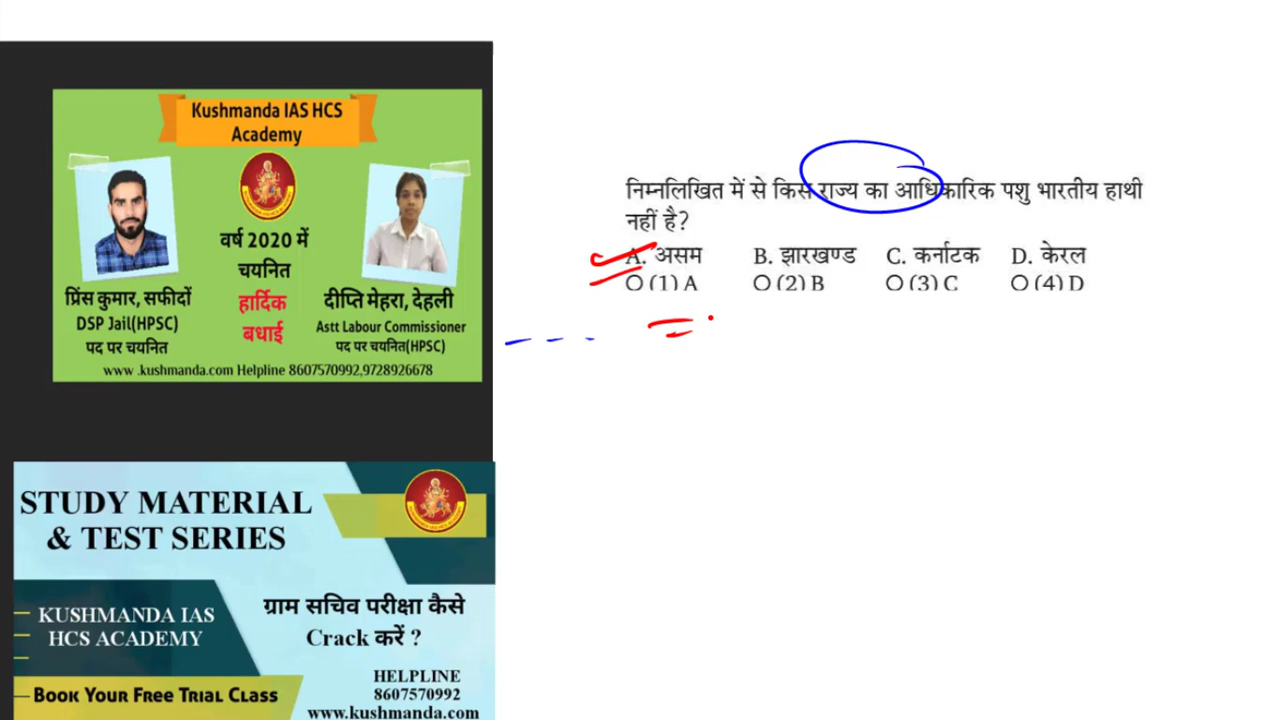 Kushmanda IAS HCS
Academy
वर्ष 2020 में
चयनित
हार्दिक
बधाई
प्रिंस कुमार, सफीदों
DSP Jail(HPSC)
पद पर चयनित
दीप्ति मेहरा, देहली
Astt Labour Commissioner
पद पर चयनित(HPSC)
www .kushmanda.com Helpline 8607570992,9728926678
STUDY MATERIAL
& TEST SERIES
KUSHMANDA IAS
HCS ACADEMY
ग्राम सचिव परीक्षा कैसे
Crack करें ?
HELPLINE
8607570992
www.kushmanda.com
BOOK YOUR FREE TRIAL CLASS
निम्नलिखित में से किस राज्य का आधिकारिक पशु भारतीय हाथी
नहीं है?
A. असम B. झारखण्ड C. कर्नाटक D. केरल
O (1) A O (2) B O (3) C O (4) D